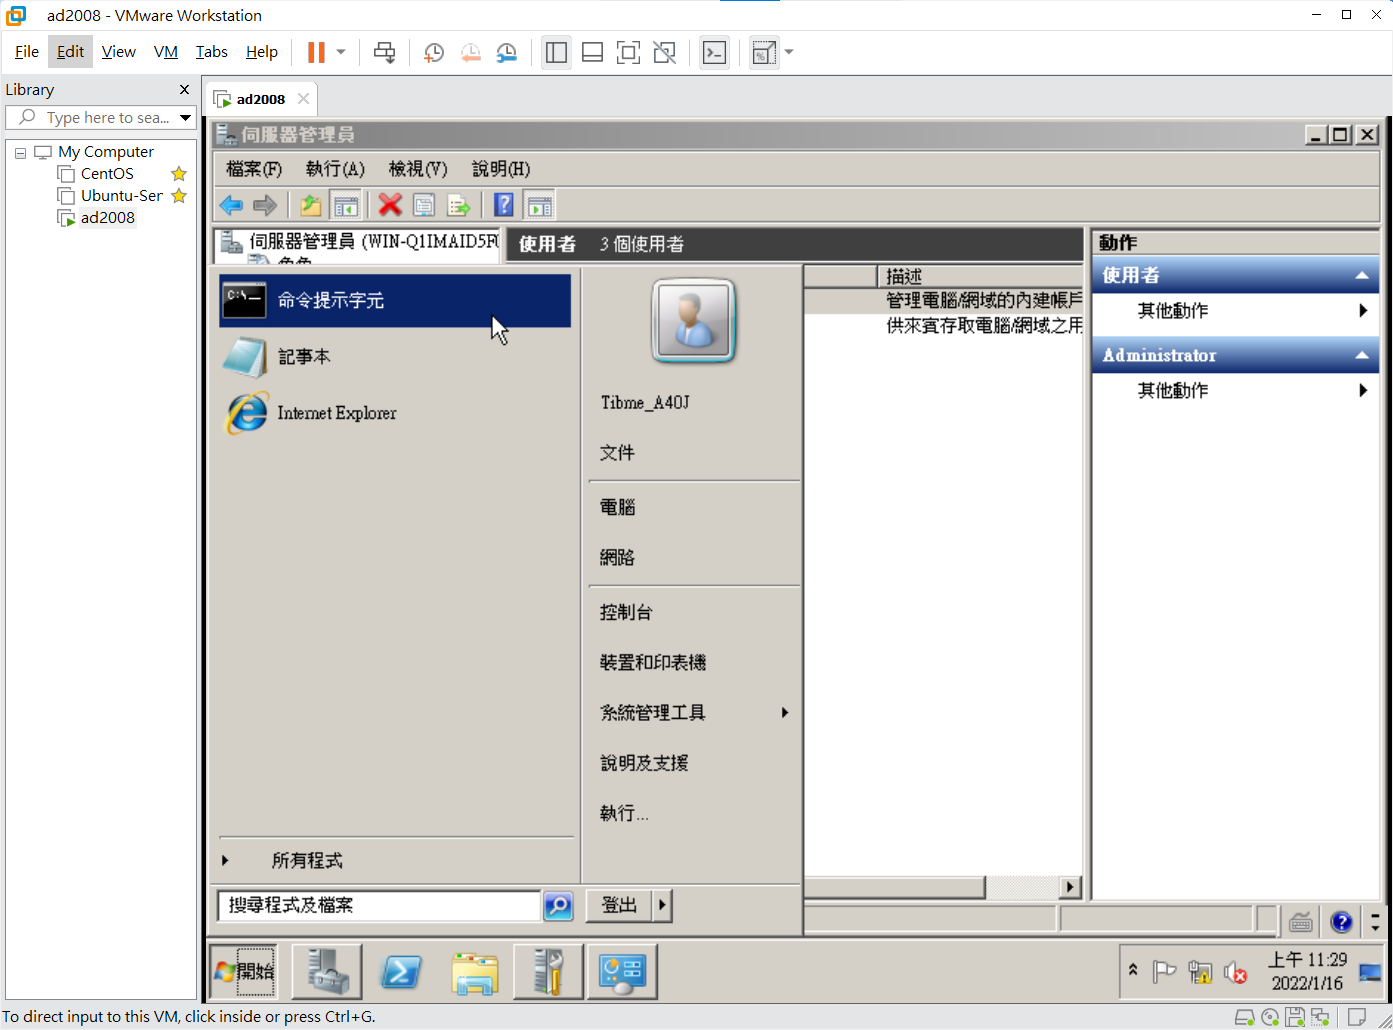 ad2008 - VMware Workstation
File Edit View VM Tabs Help
Library
Type here to sea...
My Computer
CentOS
Ubuntu-Ser
ad2008
ad2008
伺服器管理員
檔案(F) 執行(A) 檢視(V) 說明(H)
伺服器管理員 (WIN-Q1IMAID5F
使用者 3 個使用者
動作
描述
管理電腦/網域的內建帳戶
供來賓存取電腦/網域之用
使用者
其他動作
Administrator
其他動作
C:\
命令提示字元
記事本
Internet Explorer
所有程式
搜尋程式及檔案
Tibme_A40J
文件
電腦
網路
控制台
裝置和印表機
系統管理工具
說明及支援
執行...
登出
開始
上午 11:29
2022/1/16
To direct input to this VM, click inside or press Ctrl+G.